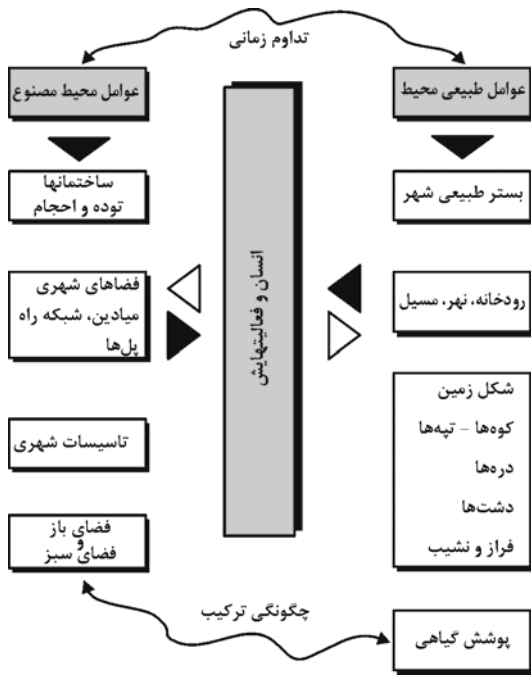 تداوم زمانی
عوامل طبیعی محیط
بستر طبیعی شهر
رودخانه، نهر، مسیل
شکل زمین
کوه‌ها - تپه‌ها
دره‌ها
دشت‌ها
فراز و نشیب
پوشش گیاهی
انسان و فعالیتهایش
عوامل محیط مصنوع
ساختمانها
توده و احجام
فضاهای شهری
میادین، شبکه راه
پل‌ها
تاسیسات شهری
فضای باز
و
فضای سبز
چگونگی ترکیب